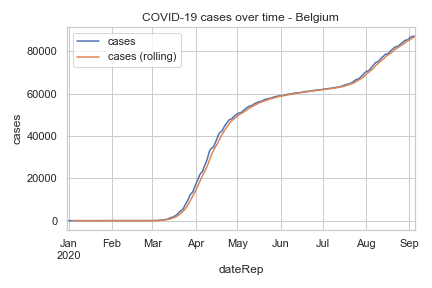 COVID-19 cases over time - Belgium
cases
cases (rolling)
80000
60000
40000
20000
0
cases
Jan Feb Mar Apr May Jun Jul Aug Sep
2020
dateRep